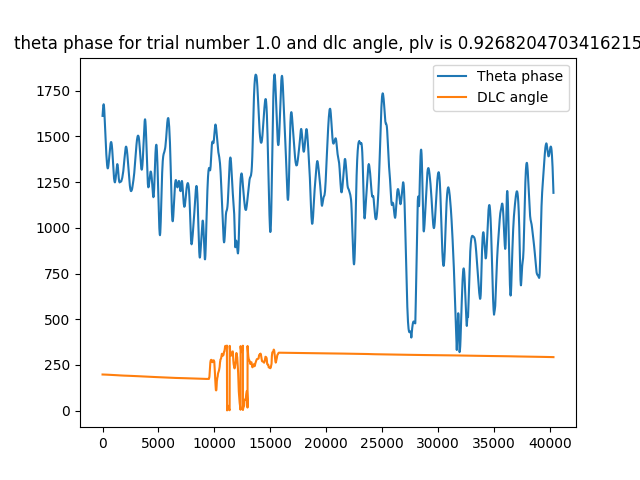 theta phase for trial number 1.0 and dlc angle, plv is 0.9268204703416215
Theta phase
DLC angle
1750
1500
1250
1000
750
500
250
0
0 5000 10000 15000 20000 25000 30000 35000 40000